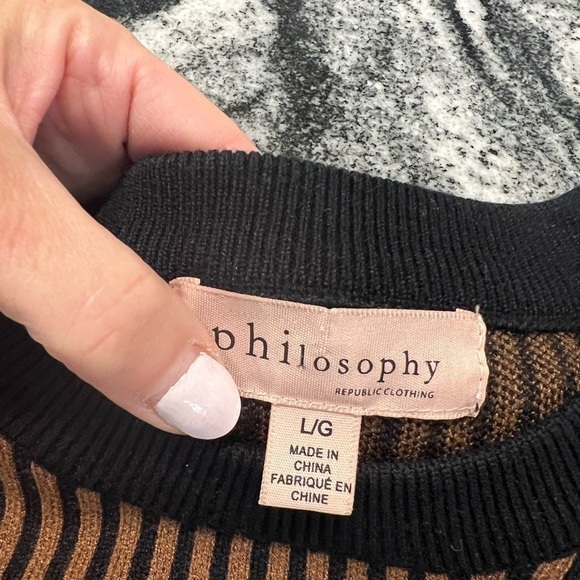 philosophy
REPUBLIC CLOTHING
L/G
MADE IN
CHINA
FABRIQUÉ EN
CHINE